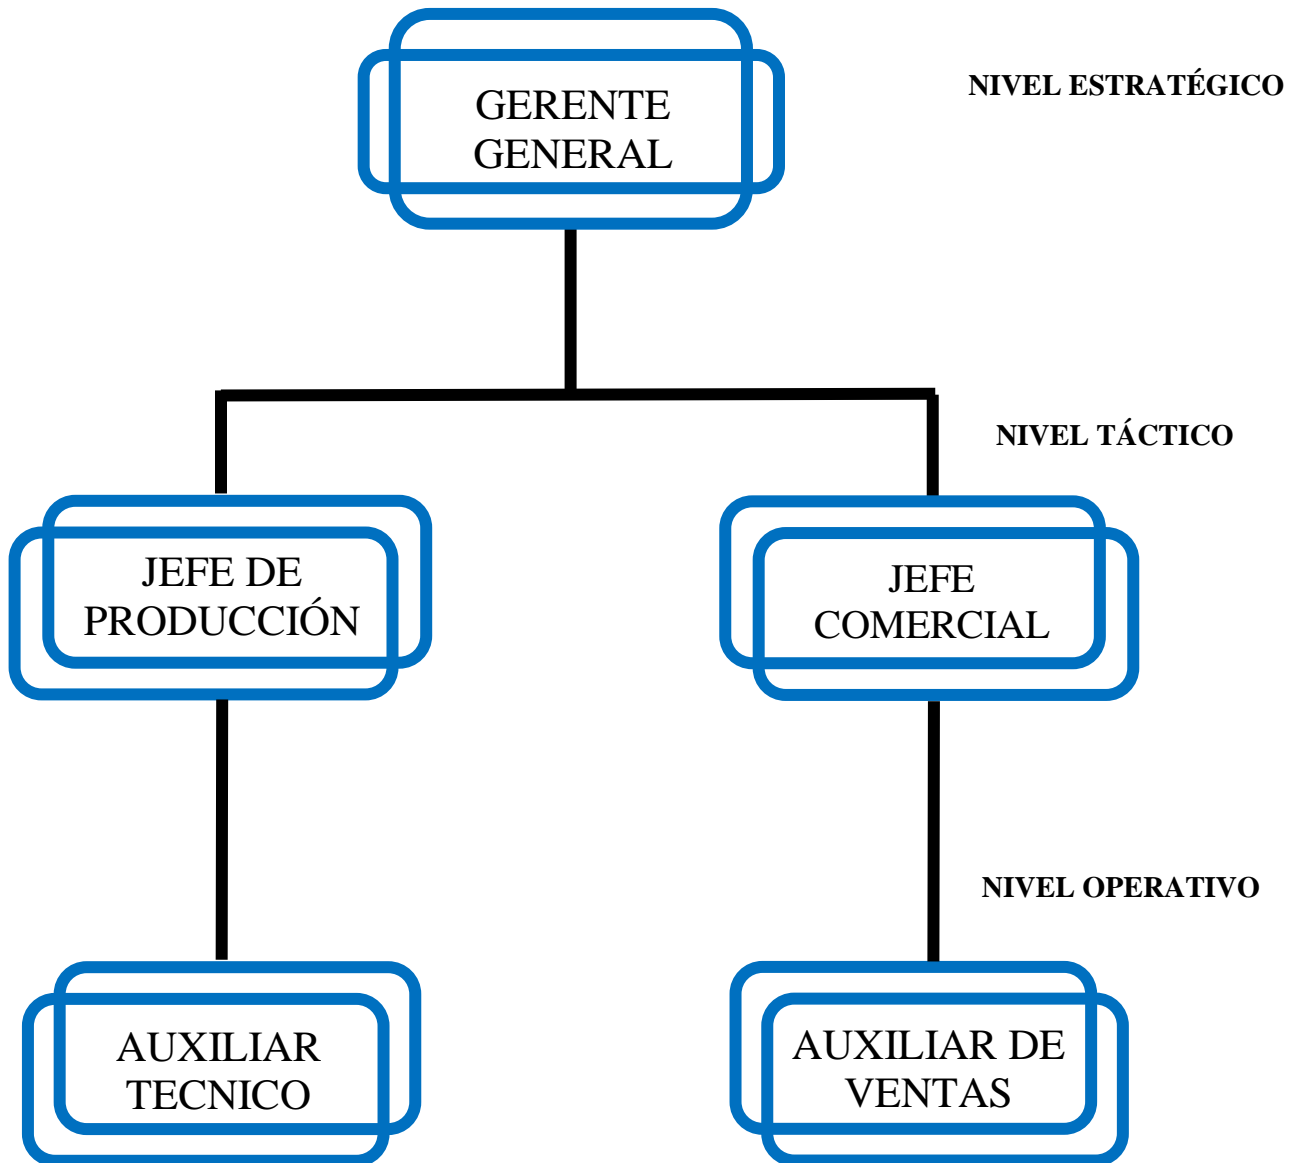 GERENTE
GENERAL
NIVEL ESTRATÉGICO
NIVEL TÁCTICO
JEFE DE
PRODUCCIÓN
JEFE
COMERCIAL
NIVEL OPERATIVO
AUXILIAR
TECNICO
AUXILIAR DE
VENTAS